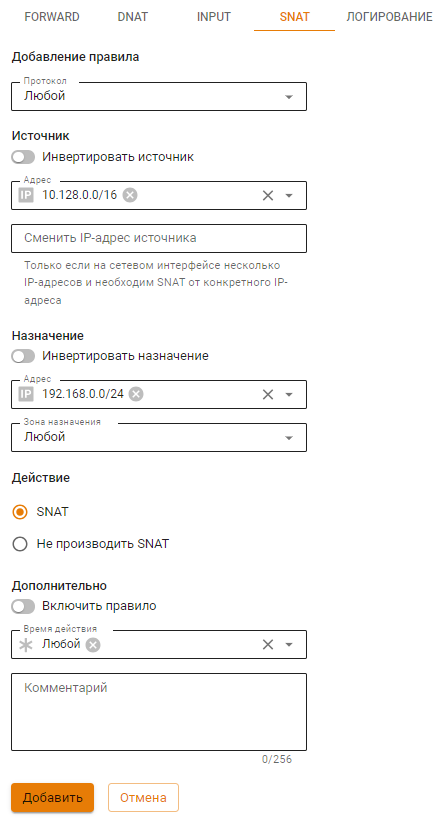 FORWARD DNAT INPUT SNAT ЛОГИРОВАНИЕ
Добавление правила
Протокол
Любой
Источник
Инвертировать источник
Адрес
IP 10.128.0.0/16
Сменить IP-адрес источника
Только если на сетевом интерфейсе несколько
IP-адресов и необходим SNAT от конкретного IP-
адреса
Назначение
Инвертировать назначение
Адрес
IP 192.168.0.0/24
Зона назначения
Любой
Действие
SNAT
Не производить SNAT
Дополнительно
Включить правило
Время действия
Любой
Комментарий
0/256
Добавить Отмена